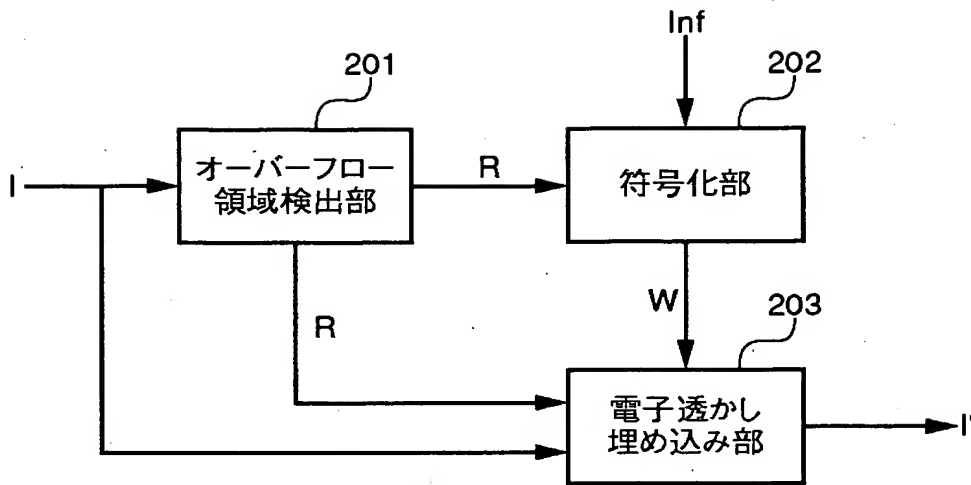 Inf
201
202
I
オーバーフロー
領域検出部
R
符号化部
R
W
203
電子透かし
埋め込み部
I'